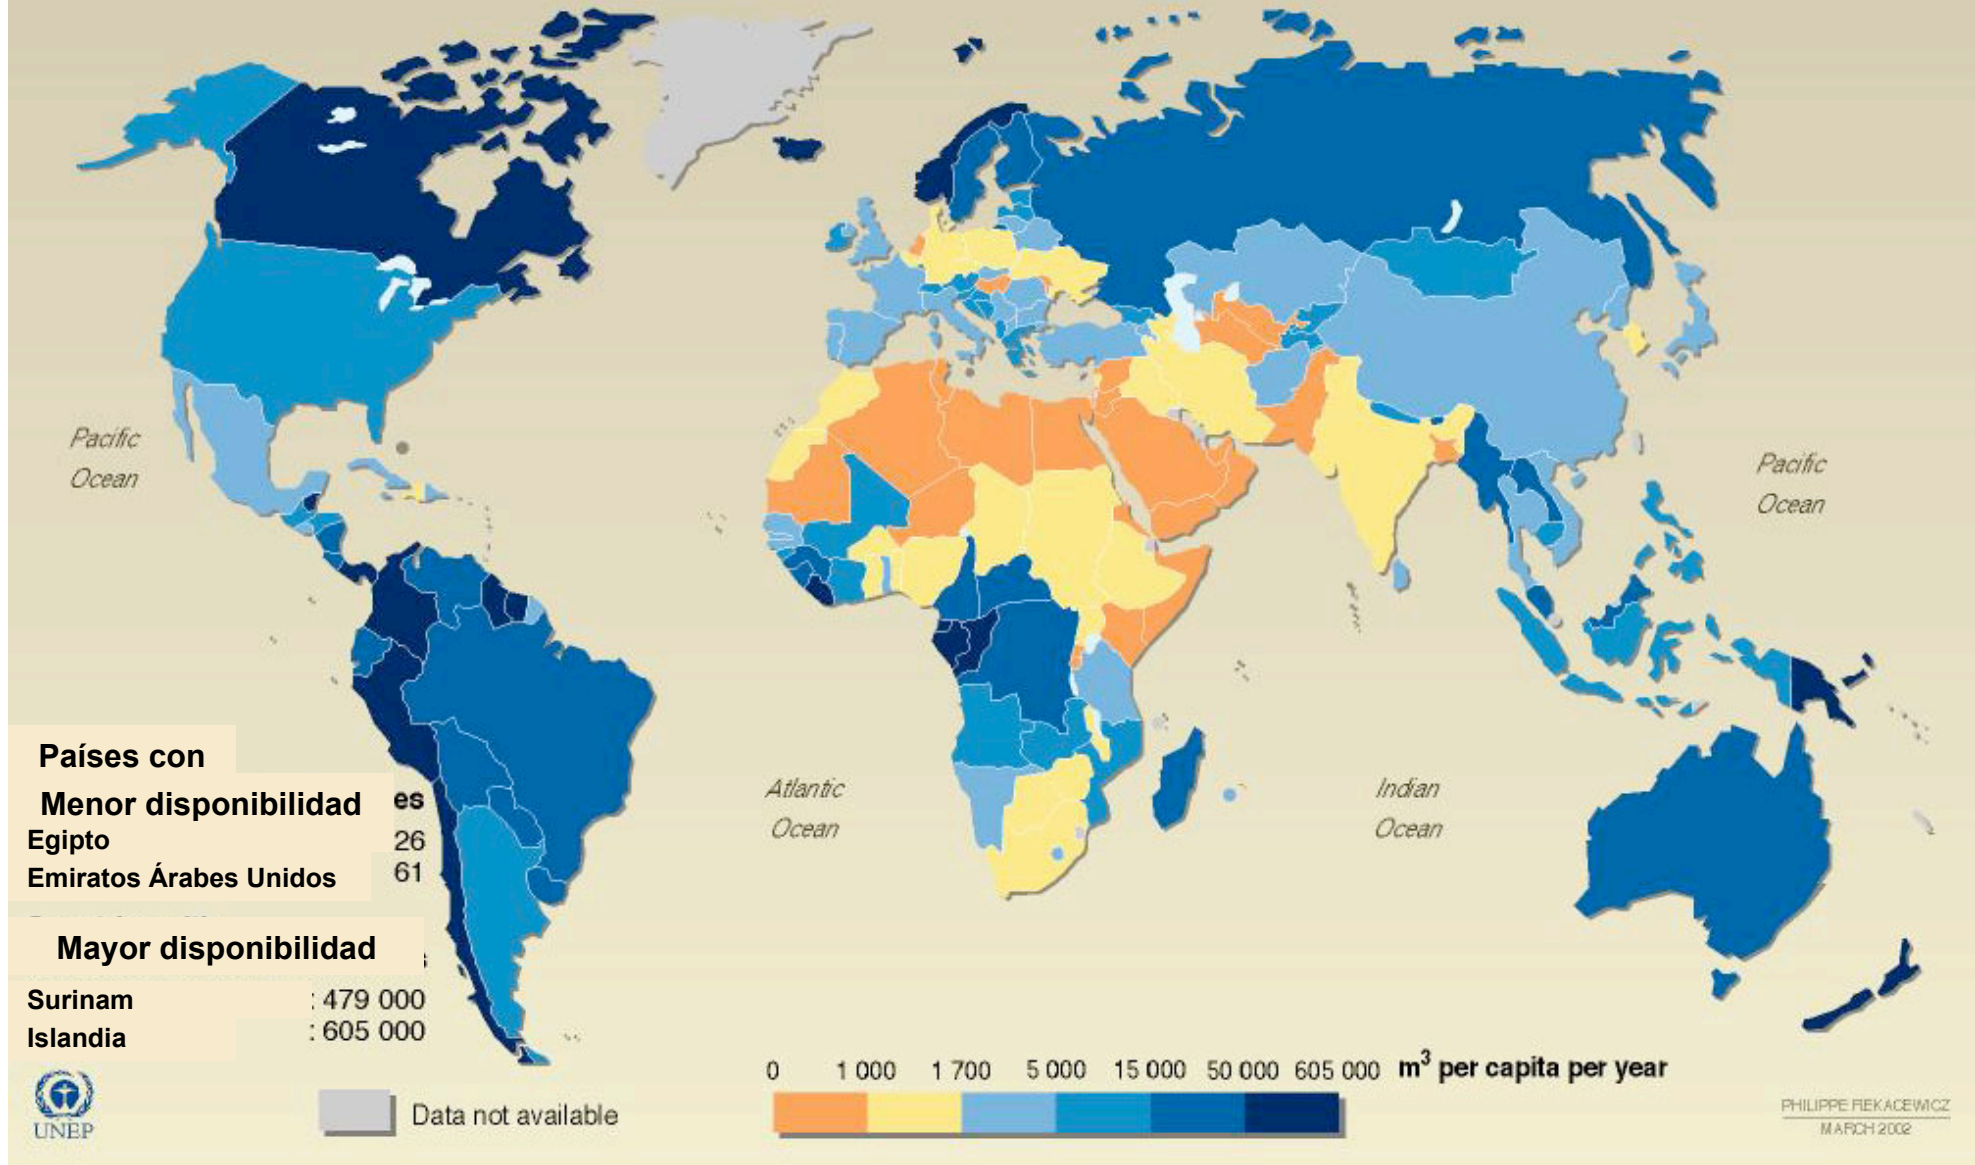 Pacific
Ocean
Pacific
Ocean
Atlantic
Ocean
Indian
Ocean
Países con
Menor disponibilidad es
Egipto 26
Emiratos Árabes Unidos 61
Mayor disponibilidad
Surinam : 479 000
Islandia : 605 000
0 1 000 1 700 5 000 15 000 50 000 605 000 m³ per capita per year
Data not available
UNEP
PHILIPPE REKACEWICZ
MARCH 2002